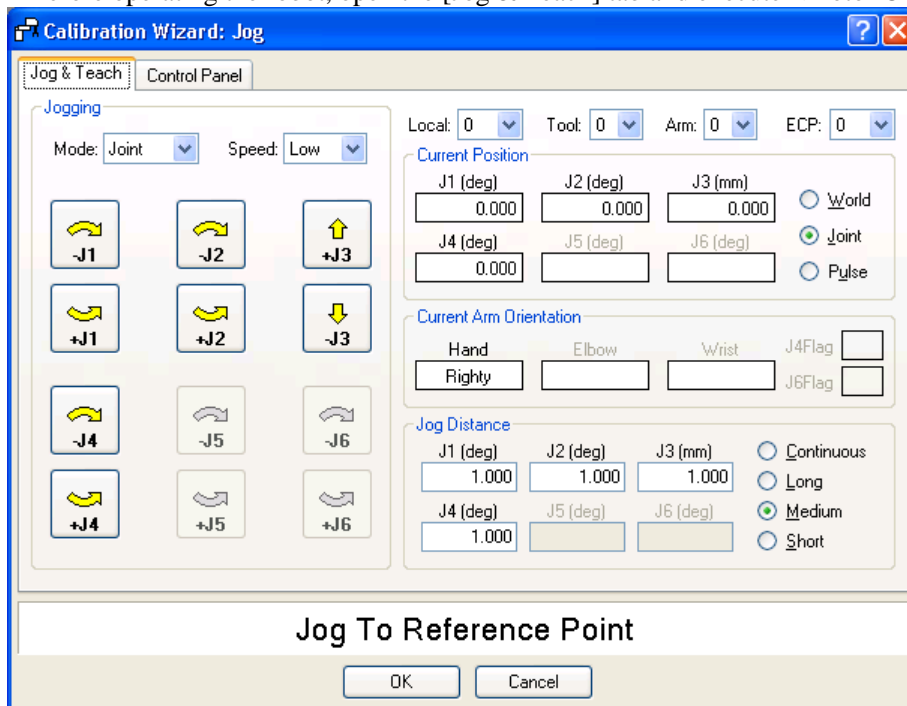 Calibration Wizard: Jog
Jog & Teach
Control Panel
Jogging
Mode: Joint
Speed: Low
-J1
-J2
+J3
+J1
+J2
-J3
-J4
-J5
-J6
+J4
+J5
+J6
Local: 0
Tool: 0
Arm: 0
ECP: 0
Current Position
J1 (deg) J2 (deg) J3 (mm)
0.000 0.000 0.000
J4 (deg) J5 (deg) J6 (deg)
0.000
World
Joint
Pulse
Current Arm Orientation
Hand Elbow Wrist
Righty
J4Flag
J6Flag
Jog Distance
J1 (deg) J2 (deg) J3 (mm)
1.000 1.000 1.000
J4 (deg) J5 (deg) J6 (deg)
1.000
Continuous
Long
Medium
Short
Jog To Reference Point
OK
Cancel